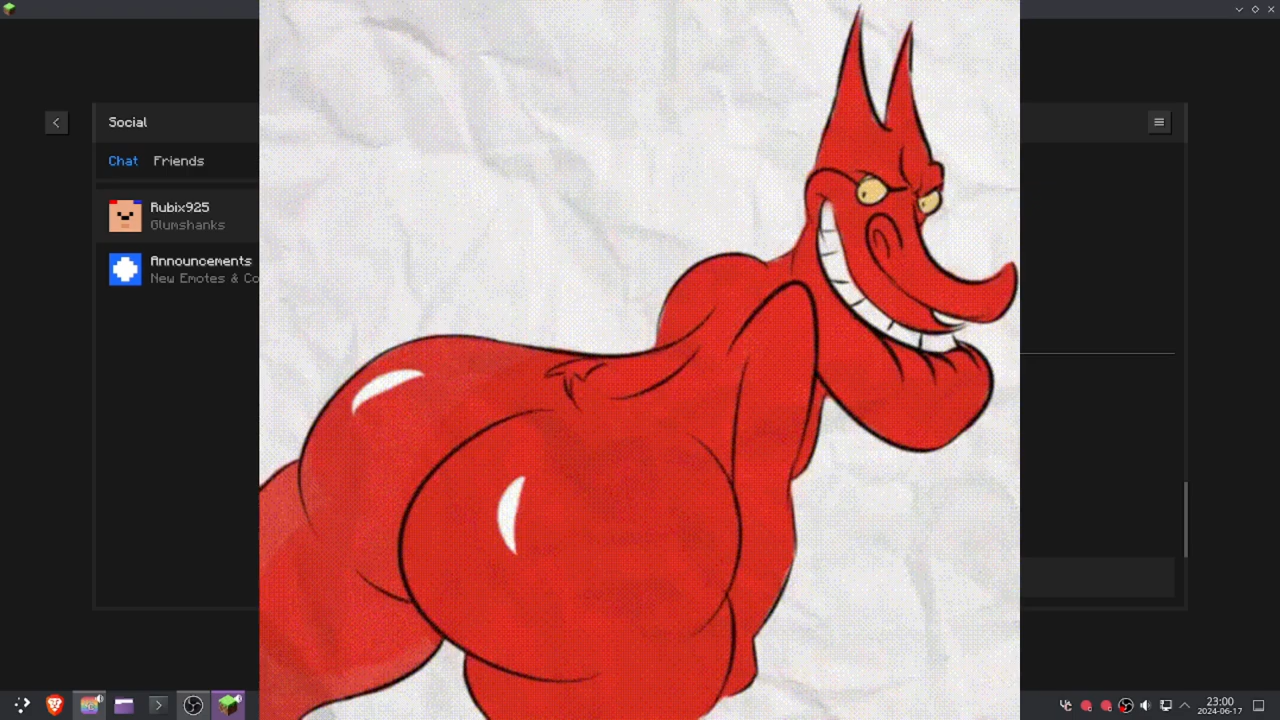 Social
Chat Friends
Rubix925
Glumshanks
Announcements
New Emotes & Co
23:00
2024-06-17